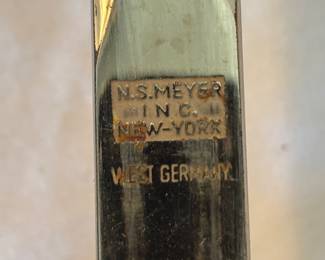 N.S. MEYER
INC.
NEW-YORK
WEST GERMANY